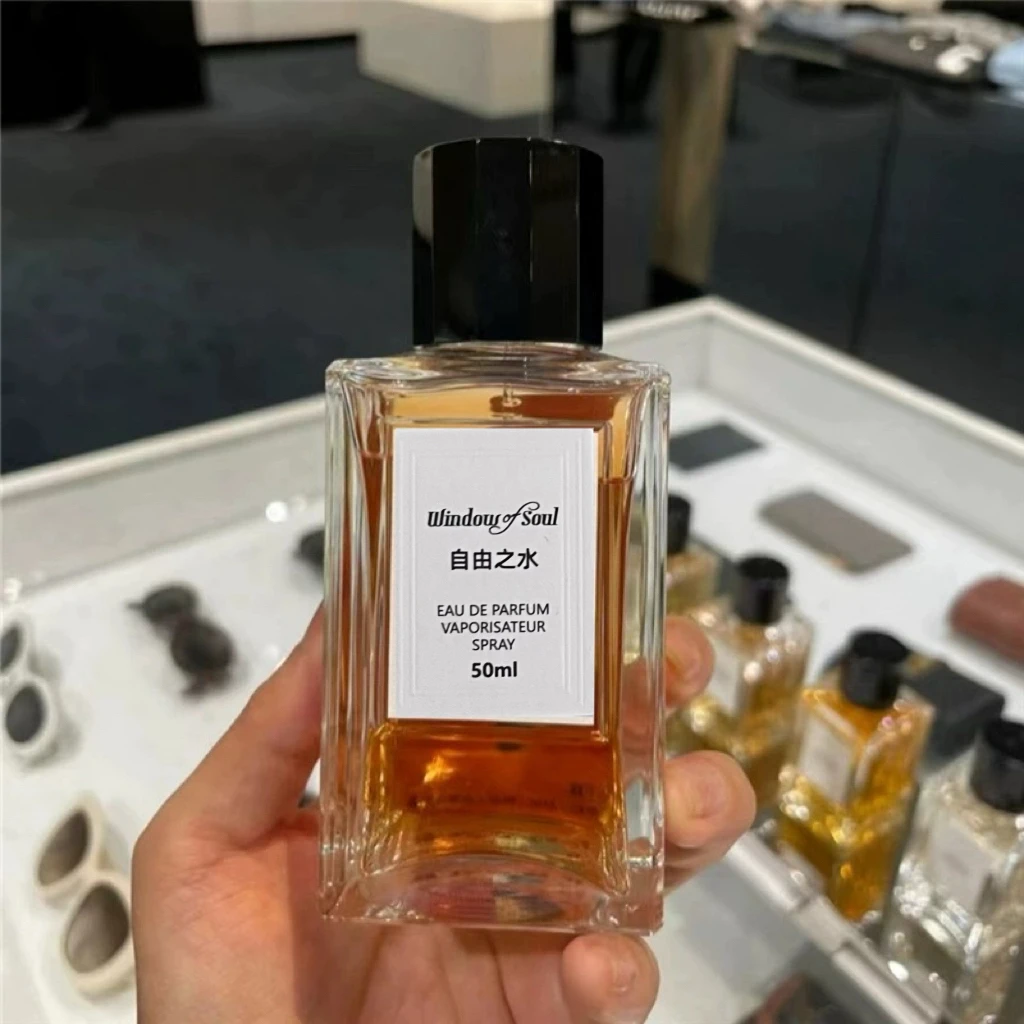 Window of Soul
自由之水
EAU DE PARFUM
VAPORISATEUR
SPRAY
50ml